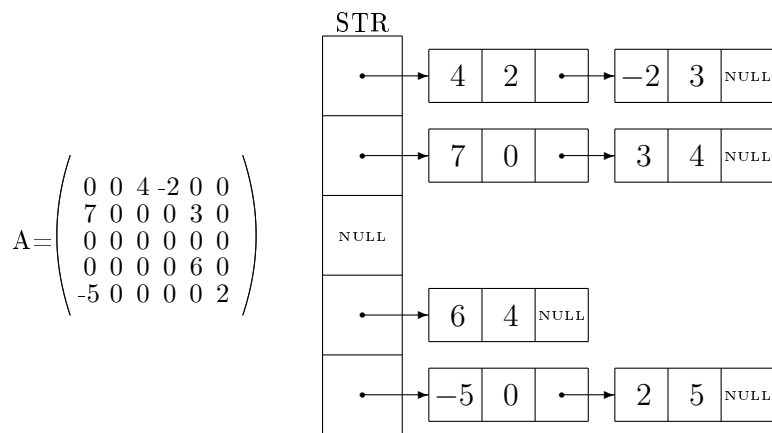 STR
4 2 −2 3 NULL
7 0 3 4 NULL
A=
0 0 4 -2 0 0
7 0 0 0 3 0
0 0 0 0 0 0
0 0 0 0 6 0
-5 0 0 0 0 2
NULL
6 4 NULL
−5 0 2 5 NULL